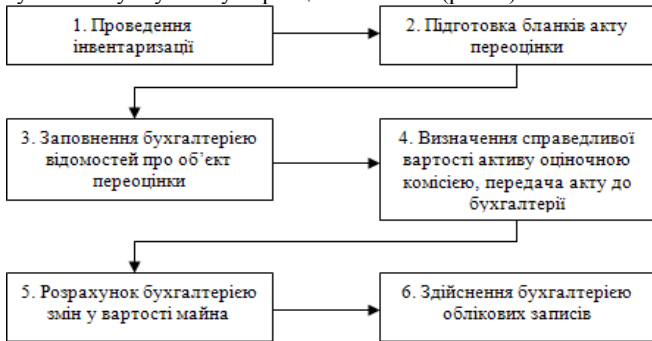 1. Проведення
інвентаризації
2. Підготовка бланків акту
переоцінки
3. Заповнення бухгалтерією
відомостей про об’єкт
переоцінки
4. Визначення справедливої
вартості активу оціночною
комісією, передача акту до
бухгалтерії
5. Розрахунок бухгалтерією
змін у вартості майна
6. Здійснення бухгалтерією
облікових записів